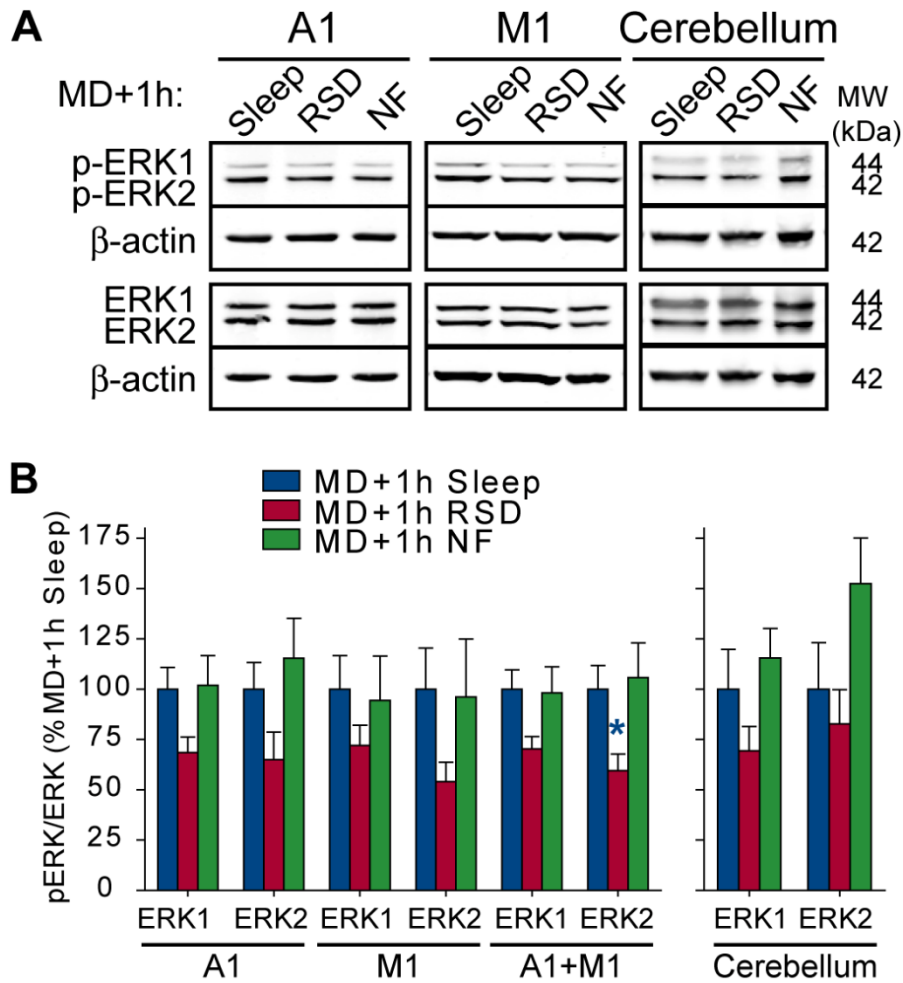 A
A1 M1 Cerebellum
MD+1h: Sleep RSD NF Sleep RSD NF Sleep RSD NF MW (kDa)
p-ERK1 44
p-ERK2 42
β-actin 42
ERK1 44
ERK2 42
β-actin 42
B
MD+1h Sleep
MD+1h RSD
MD+1h NF
pERK/ERK (%MD+1h Sleep)
175
150
125
100
75
50
25
0
*
ERK1 ERK2 ERK1 ERK2 ERK1 ERK2 ERK1 ERK2
A1 M1 A1+M1 Cerebellum